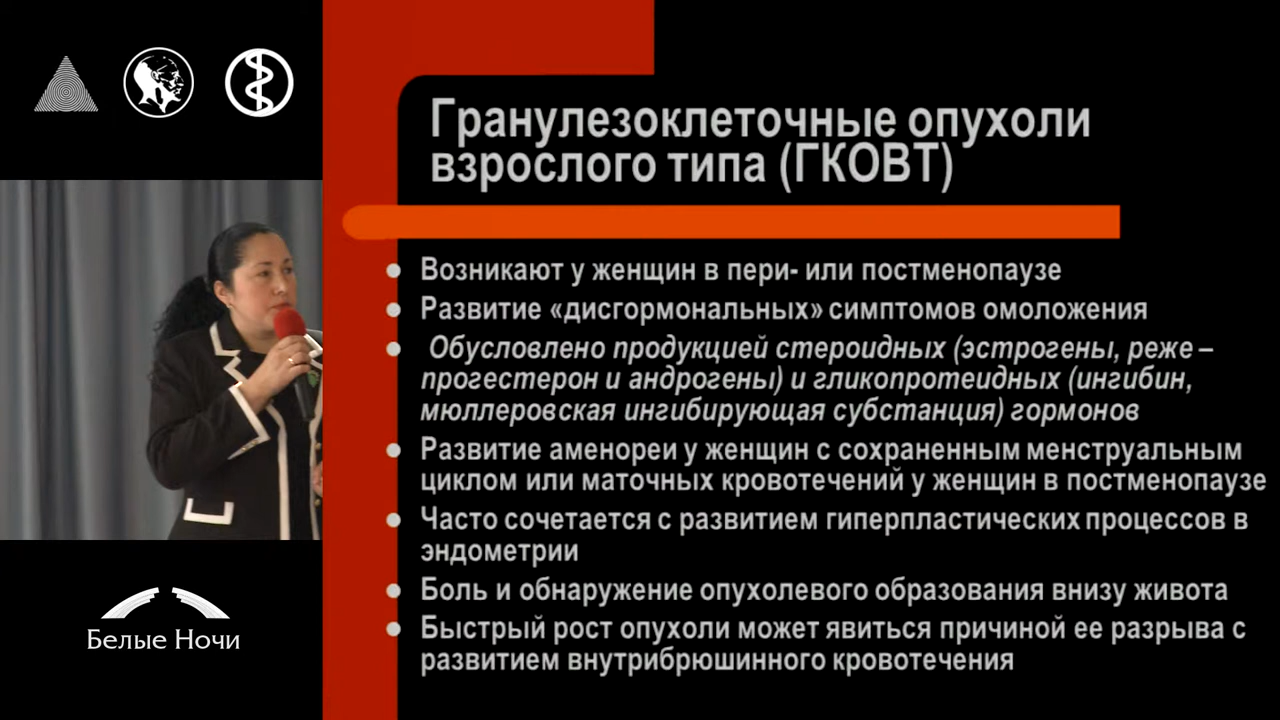 Гранулезоклеточные опухоли
взрослого типа (ГКОВТ)
Возникают у женщин в пери- или постменопаузе
Развитие «дисгормональных» симптомов омоложения
Обусловлено продукцией стероидных (эстрогены, реже –
прогестерон и андрогены) и гликопротеидных (ингибин,
мюллеровская ингибирующая субстанция) гормонов
Развитие аменореи у женщин с сохраненным менструальным
циклом или маточных кровотечений у женщин в постменопаузе
Часто сочетается с развитием гиперпластических процессов в
эндометрии
Боль и обнаружение опухолевого образования внизу живота
Быстрый рост опухоли может явиться причиной ее разрыва с
развитием внутрибрюшинного кровотечения
Белые Ночи